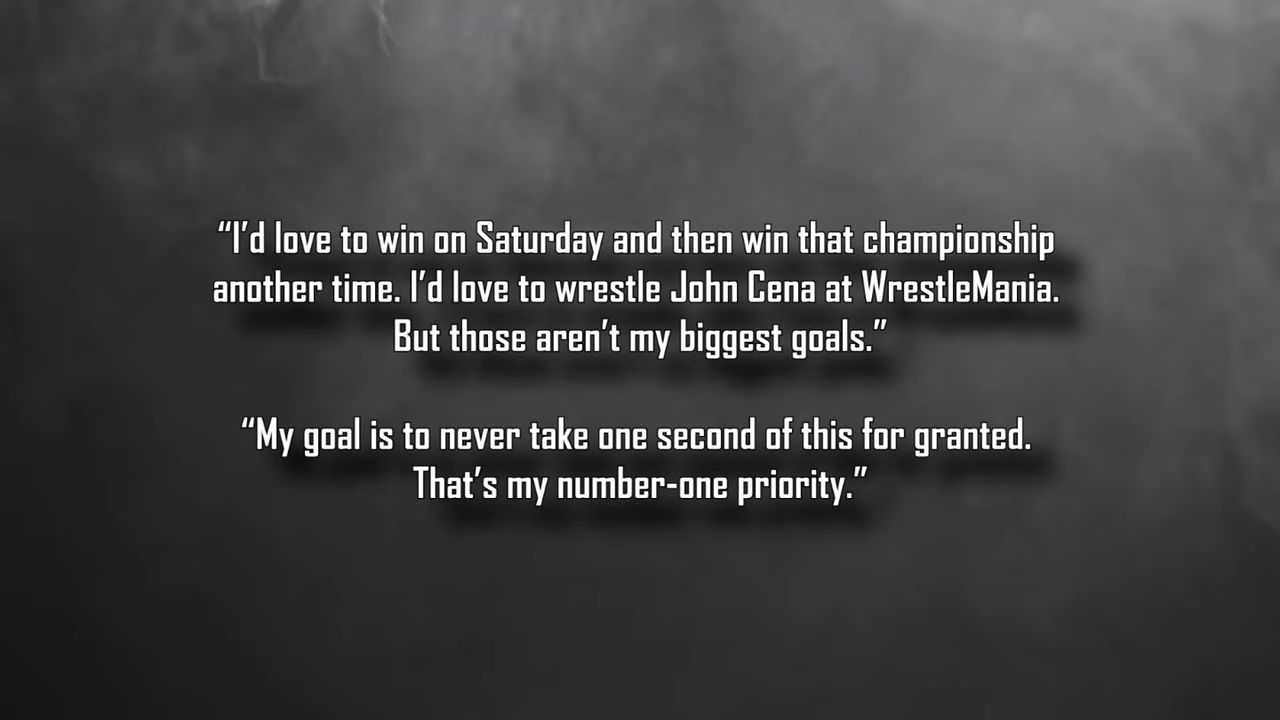 “I’d love to win on Saturday and then win that championship
another time. I’d love to wrestle John Cena at WrestleMania.
But those aren’t my biggest goals.”
“My goal is to never take one second of this for granted.
That’s my number-one priority.”